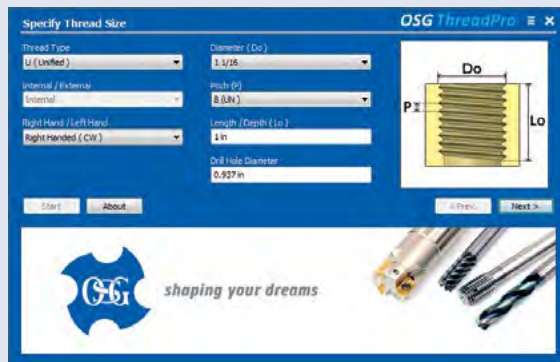 Specify Thread Size
OSG ThreadPro
Thread Type
U ( Unified )
Diameter ( Do )
1 1/16
Internal / External
Internal
Pitch (P)
8 (UN)
Right Hand / Left Hand
Right Handed ( CW )
Length / Depth ( Lo )
1 in
Drill Hole Diameter
0.937 in
Do
P
Lo
Start
About
< Prev.
Next >
OSG
shaping your dreams